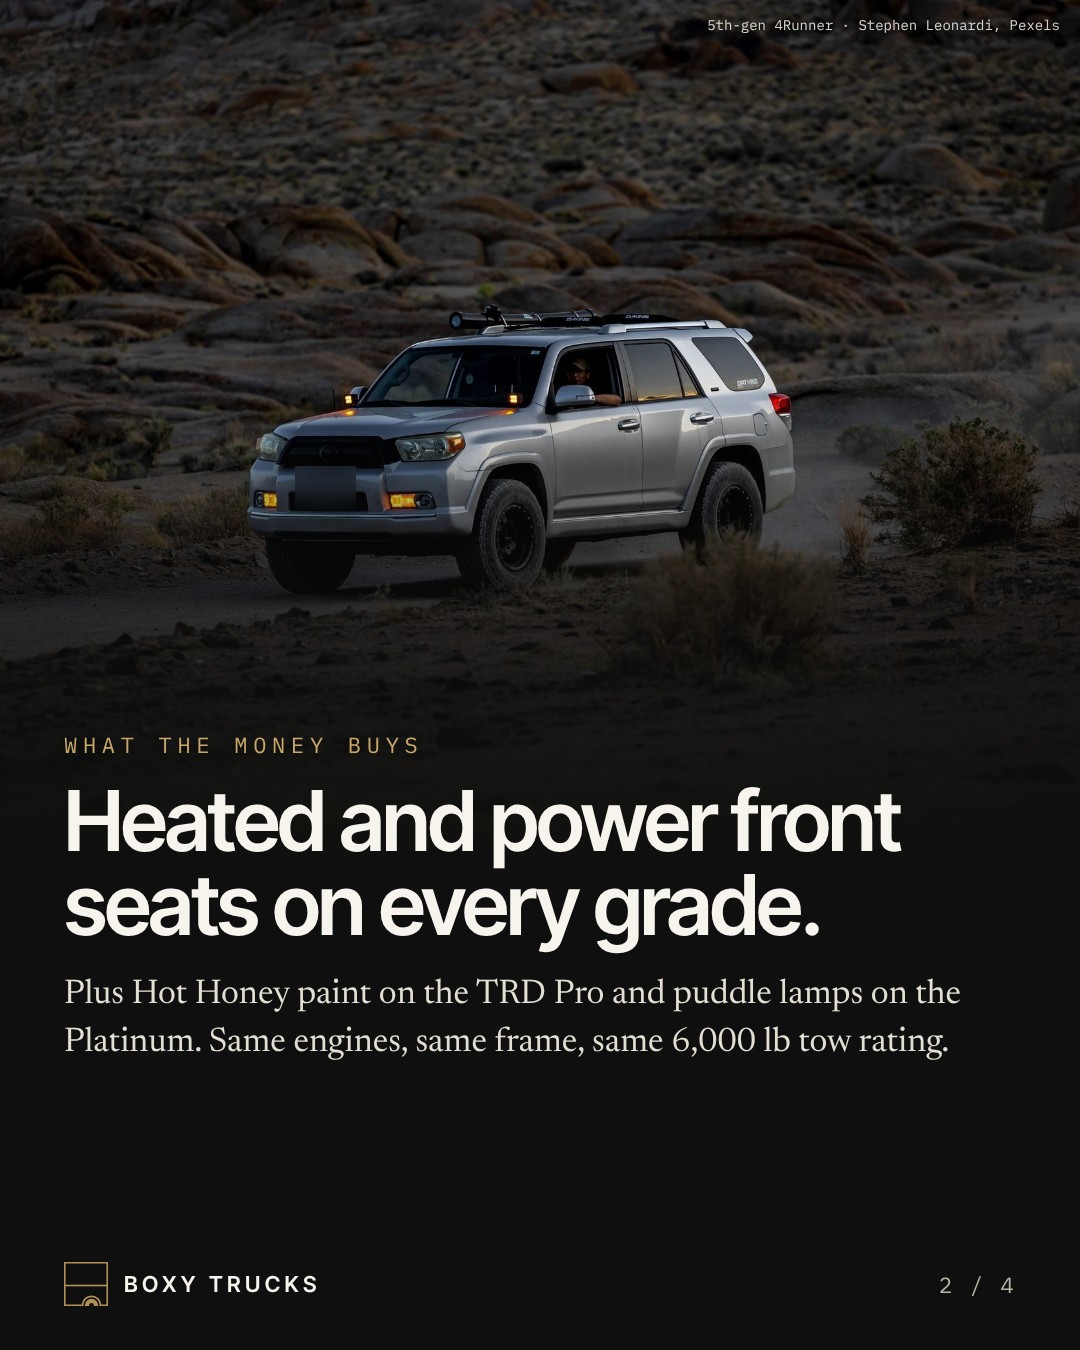 5th-gen 4Runner · Stephen Leonardi, Pexels
DAKINE DAKINE
WHAT THE MONEY BUYS
Heated and power front
seats on every grade.
Plus Hot Honey paint on the TRD Pro and puddle lamps on the
Platinum. Same engines, same frame, same 6,000 lb tow rating.
BOXY TRUCKS
2 / 4